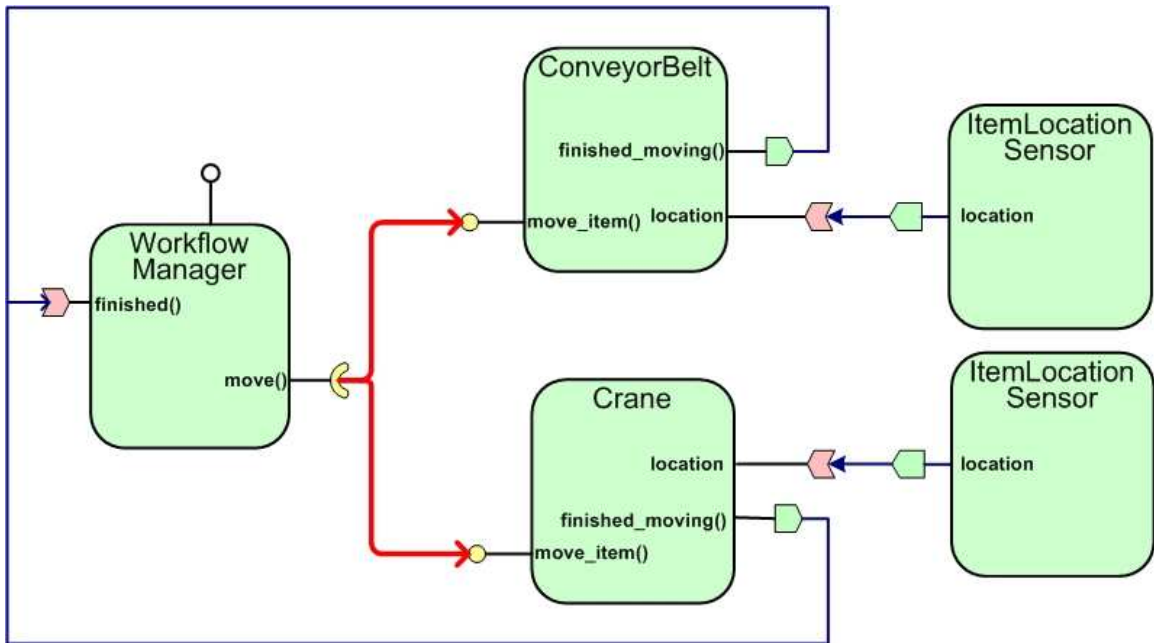 ConveyorBelt
finished_moving()
location
move_item()
ItemLocation
Sensor
location
Workflow
Manager
finished()
move()
Crane
location
finished_moving()
move_item()
ItemLocation
Sensor
location